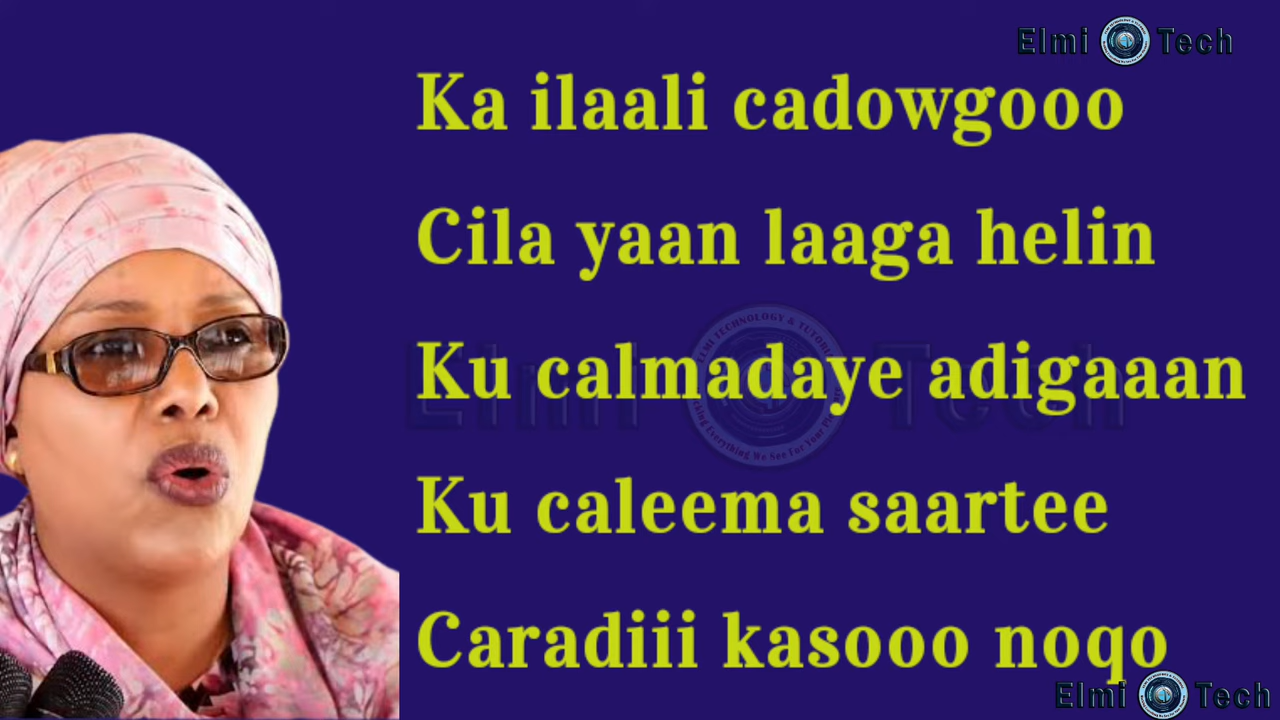 Elmi Tech
Ka ilaali cadowgooo
Cila yaan laaga helin
Ku calmadaye adigaaan
Ku caleema saartee
Caradiii kasooo noqo
Elmi Tech